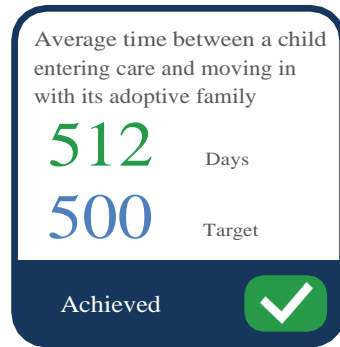 Average time between a child
entering care and moving in
with its adoptive family
512 Days
500 Target
Achieved